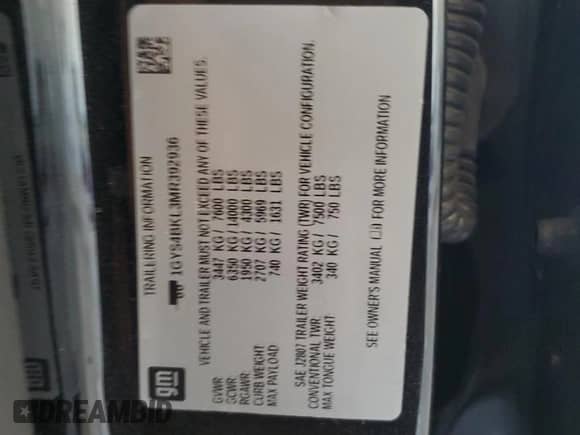 TRAILERING INFORMATION
1GYS4BKL3MR392936
VEHICLE AND TRAILER MUST NOT EXCEED ANY OF THESE VALUES.
GVWR 3447 KG / 7600 LBS
GCWR: 6350 KG / 14000 LBS
RGAWR: 1950 KG / 4300 LBS
CURB WEIGHT 2707 KG / 5969 LBS
MAX PAYLOAD 740 KG / 1631 LBS
SAE J2807 TRAILER WEIGHT RATING (TWR) FOR VEHICLE CONFIGURATION.
CONVENTIONAL TWR: 3402 KG / 7500 LBS
MAX TONGUE WEIGHT 340 KG / 750 LBS
SEE OWNER'S MANUAL FOR MORE INFORMATION
gm
DREAMBID